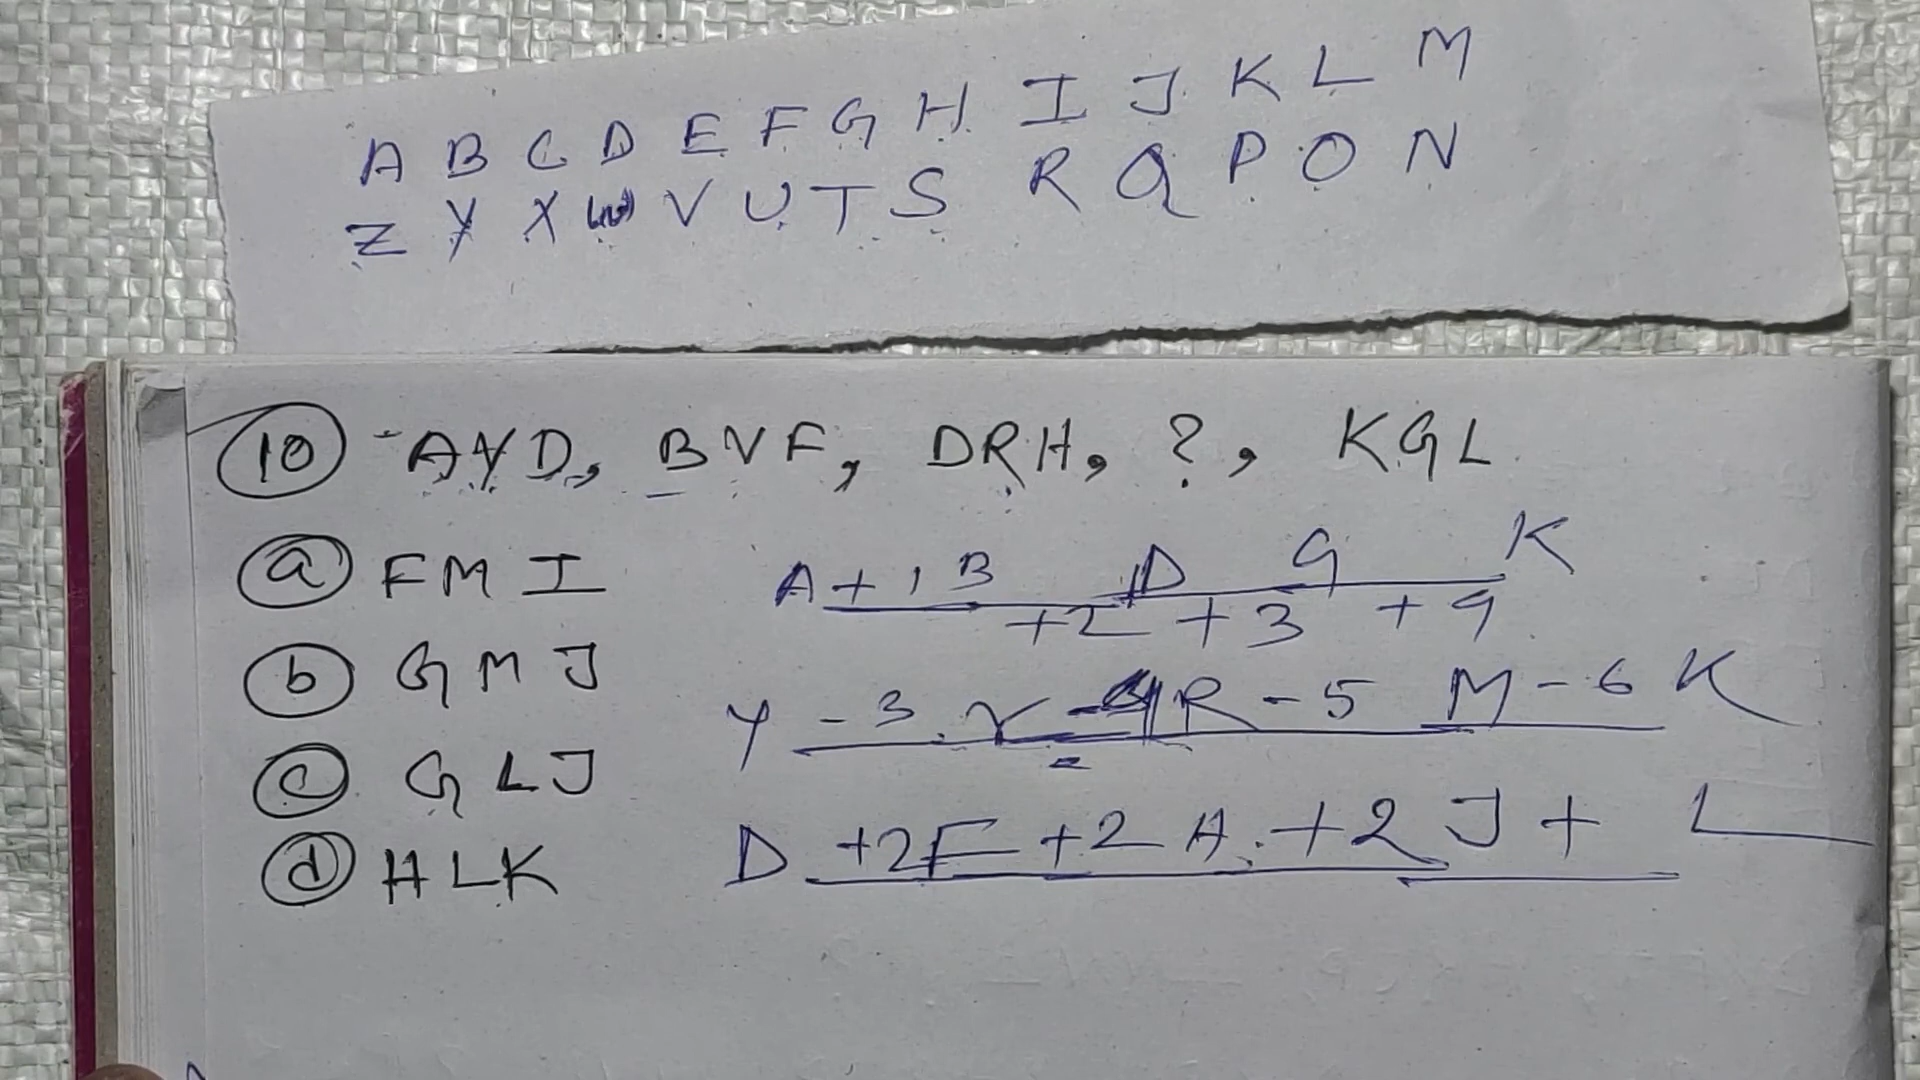 A B C D E F G H I J K L M
Z Y X W V U T S R Q P O N
10 AYD, BVF, DRH, ?, KGL
a FMI
b GMJ
c GLJ
d HLK
A +1 B +2 D +3 G +4 K
Y -3 V -4 R -5 M -6 K
D +2 F +2 H +2 J + L